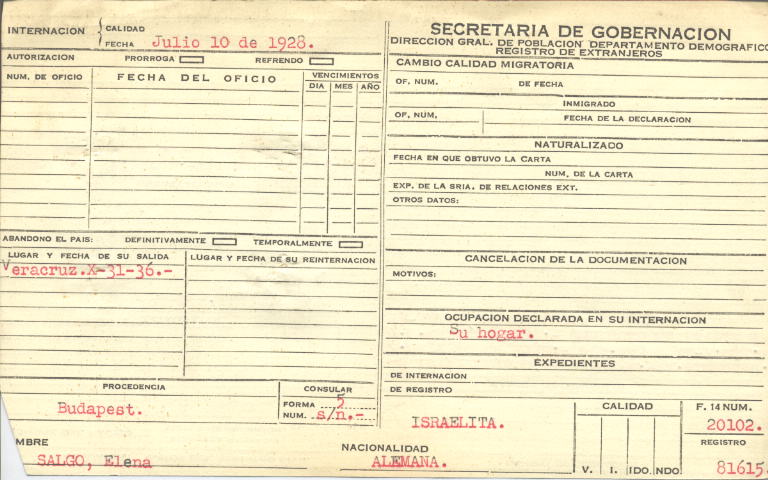 INTERNACION { CALIDAD
FECHA Julio 10 de 1928.
AUTORIZACION PRORROGA REFRENDO
NUM. DE OFICIO FECHA DEL OFICIO VENCIMIENTOS
DIA MES AÑO
ABANDONO EL PAIS: DEFINITIVAMENTE TEMPORALMENTE
LUGAR Y FECHA DE SU SALIDA LUGAR Y FECHA DE SU REINTERNACION
Veracruz.X-31-36.-
PROCEDENCIA CONSULAR
Budapest. FORMA 5
NUM. s/n.-
SECRETARIA DE GOBERNACION
DIRECCION GRAL. DE POBLACION DEPARTAMENTO DEMOGRAFICO
REGISTRO DE EXTRANJEROS
CAMBIO CALIDAD MIGRATORIA
OF. NUM. DE FECHA
INMIGRADO
OF. NUM. FECHA DE LA DECLARACION
NATURALIZADO
FECHA EN QUE OBTUVO LA CARTA
NUM. DE LA CARTA
EXP. DE LA SRIA. DE RELACIONES EXT.
OTROS DATOS:
CANCELACION DE LA DOCUMENTACION
MOTIVOS:
OCUPACION DECLARADA EN SU INTERNACION
Su hogar.
EXPEDIENTES
DE INTERNACION
DE REGISTRO
ISRAELITA. CALIDAD F. 14 NUM.
20102.
REGISTRO
MBRE NACIONALIDAD
SALGO, Elena ALEMANA. V. I. IDO. NDO. 81615.